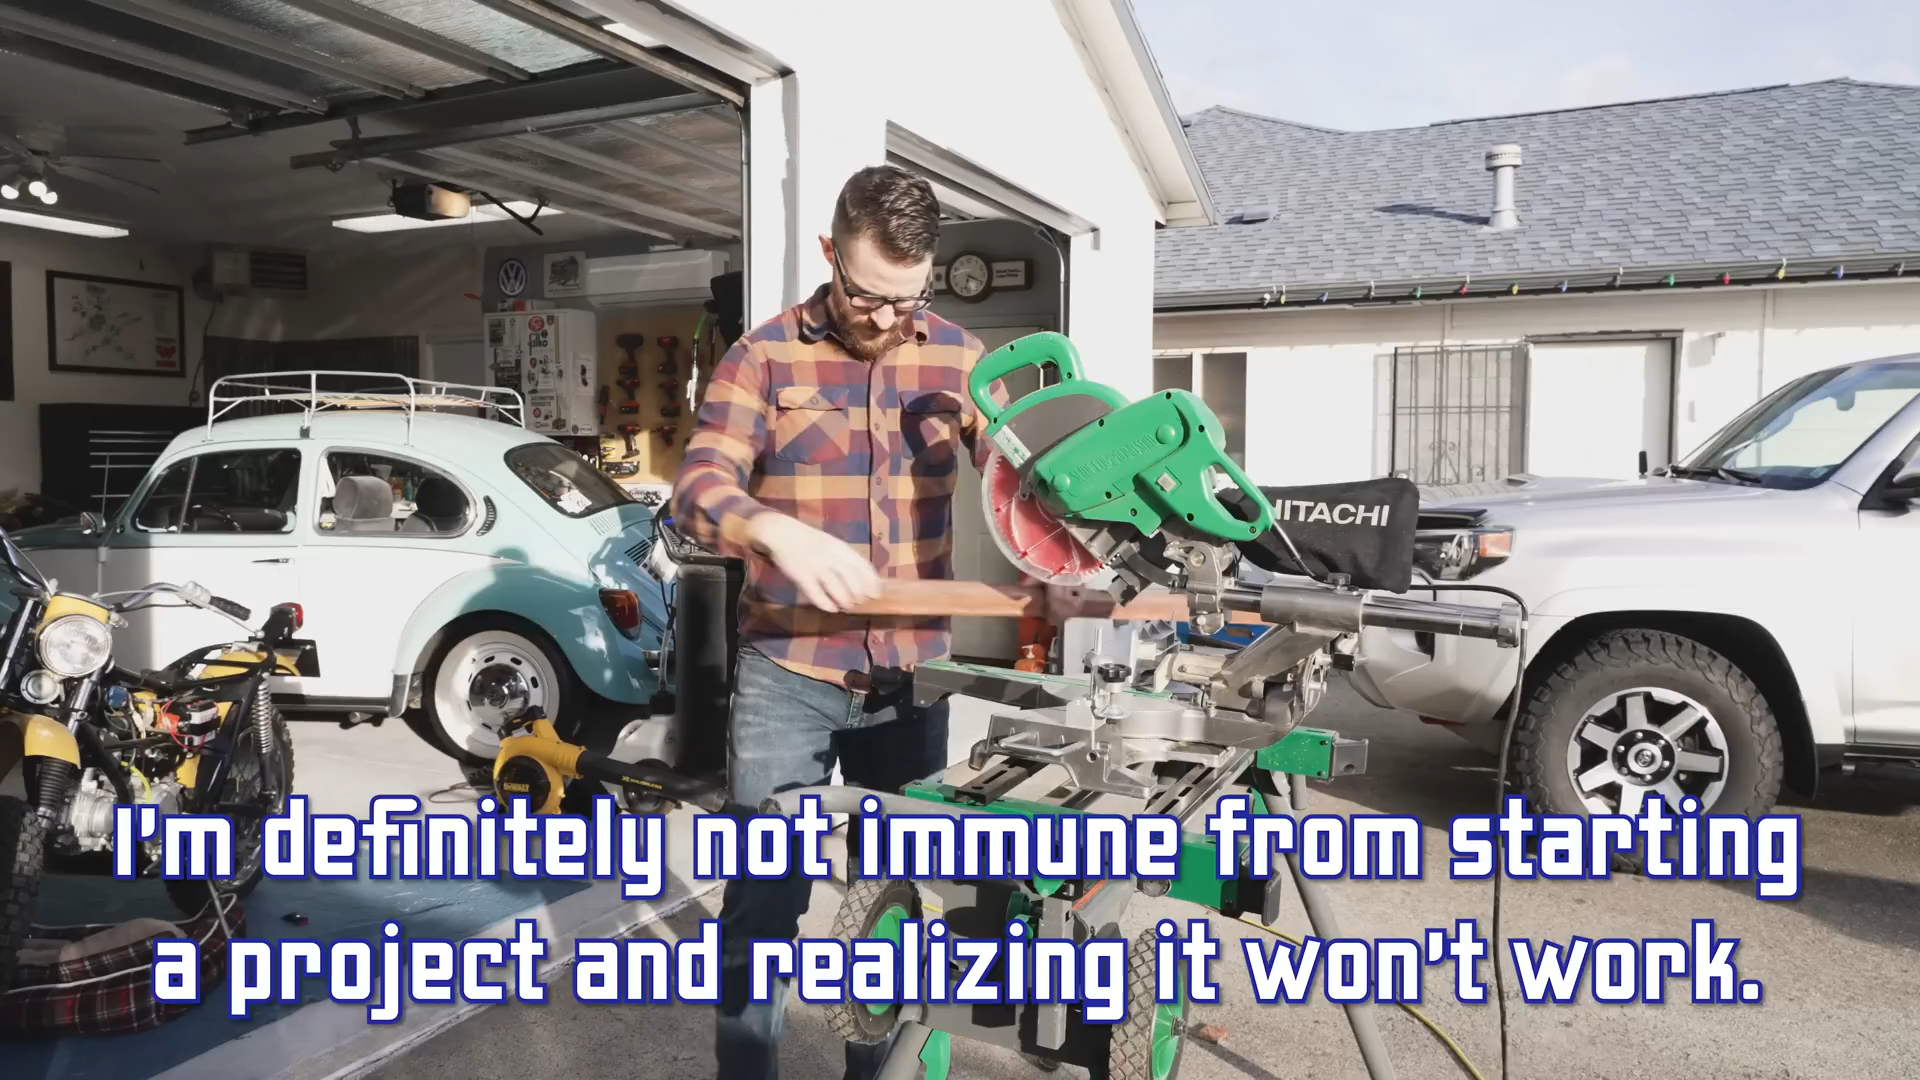 HITACHI
I'm definitely not immune from starting
a project and realizing it won't work.